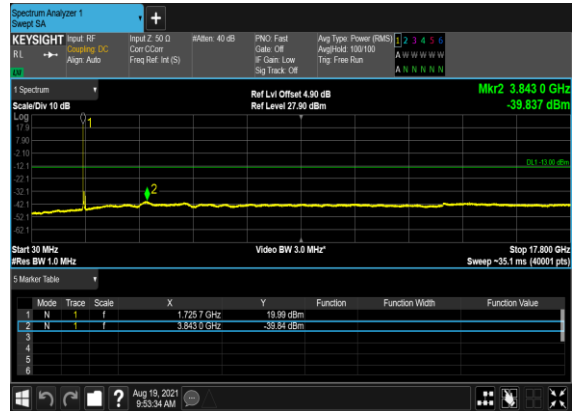 Spectrum Analyzer 1
Swept SA
+
KEYSIGHT Input: RF Input Z: 50 Ω #Atten: 40 dB PNO: Fast Avg Type: Power (RMS) 1 2 3 4 5 6
RL Coupling: DC Corr CCorr Gate: Off Avg|Hold: 100/100 A W W W W W
Align: Auto Freq Ref: Int (S) IF Gain: Low Trig: Free Run
Sig Track: Off A N N N N N
LW
1 Spectrum Ref Lvl Offset 4.90 dB Mkr2 3.843 0 GHz
Scale/Div 10 dB Ref Level 27.90 dBm -39.837 dBm
Log
17.9
7.90
-2.10
-12.1
-22.1
-32.1
-42.1
-52.1
-62.1
1
2
DL1 -13.00 dBm
Start 30 MHz Video BW 3.0 MHz* Stop 17.800 GHz
#Res BW 1.0 MHz Sweep ~35.1 ms (40001 pts)
5 Marker Table
Mode Trace Scale X Y Function Function Width Function Value
1 N 1 f 1.725 7 GHz 19.99 dBm
2 N 1 f 3.843 0 GHz -39.84 dBm
3
4
5
6
?
Aug 19, 2021
9:53:34 AM